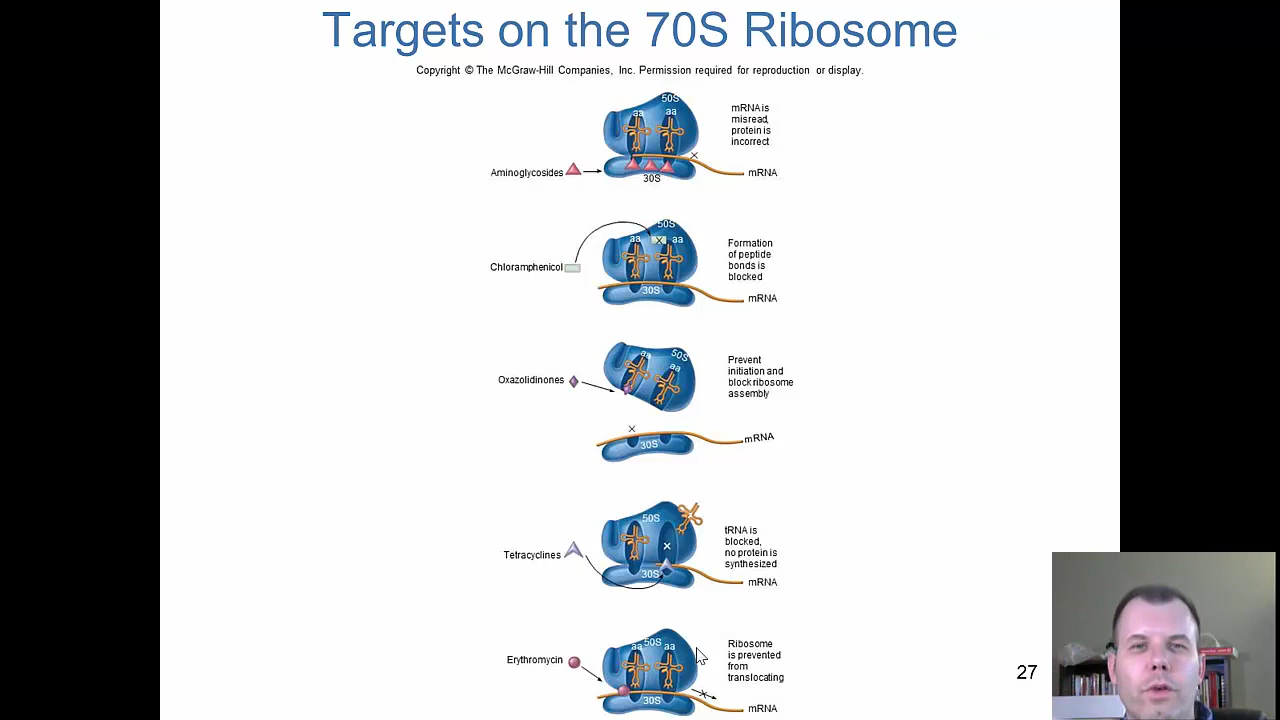 Targets on the 70S Ribosome
Copyright © The McGraw-Hill Companies, Inc. Permission required for reproduction or display.
50S
aa
aa
mRNA is
misread,
protein is
incorrect
×
Aminoglycosides
mRNA
30S
50S
aa
×
aa
Formation
of peptide
bonds is
blocked
Chloramphenicol
30S
mRNA
aa
50S
aa
Prevent
initiation and
block ribosome
assembly
Oxazolidinones
×
30S
mRNA
50S
tRNA is
blocked,
no protein is
synthesized
×
Tetracyclines
30S
mRNA
50S
aa
aa
Ribosome
is prevented
from
translocating
Erythromycin
×
30S
mRNA
27